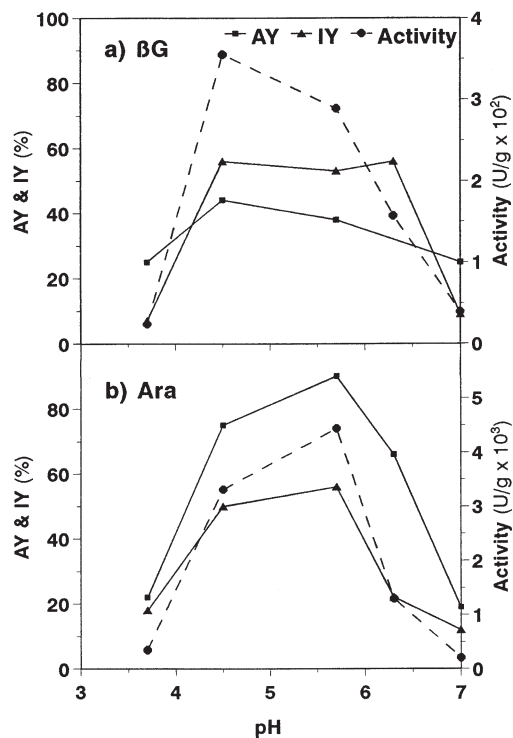 a) ßG
AY IY Activity
100
80
60
40
20
0
AY & IY (%)
4
3
2
1
0
Activity (U/g x 10²)
b) Ara
80
60
40
20
0
AY & IY (%)
5
4
3
2
1
0
Activity (U/g x 10³)
3 4 5 6 7
pH